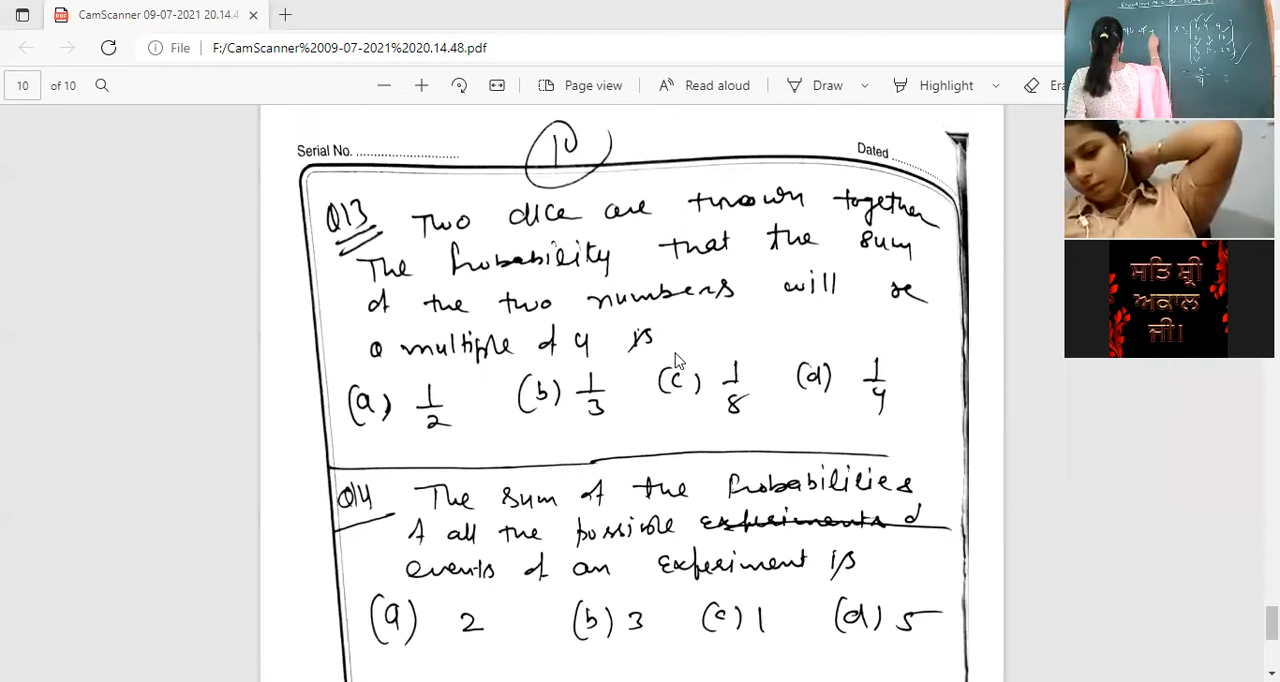 CamScanner 09-07-2021 20.14.4
File
F:/CamScanner%2009-07-2021%2020.14.48.pdf
10 of 10
Page view
Read aloud
Draw
Highlight
Era
Serial No.
10
Dated
Q13 Two dice are thrown together
The Probability that the sum
of the two numbers will be
a multiple of 4 is
(a) 1/2 (b) 1/3 (c) 1/8 (d) 1/4
Q14 The sum of the Probabilities
of all the possible experiments of
events of an Experiment is
(a) 2 (b) 3 (c) 1 (d) 5
ਸਤਿ ਸ਼੍ਰੀ
ਅਕਾਲ
ਜੀ।